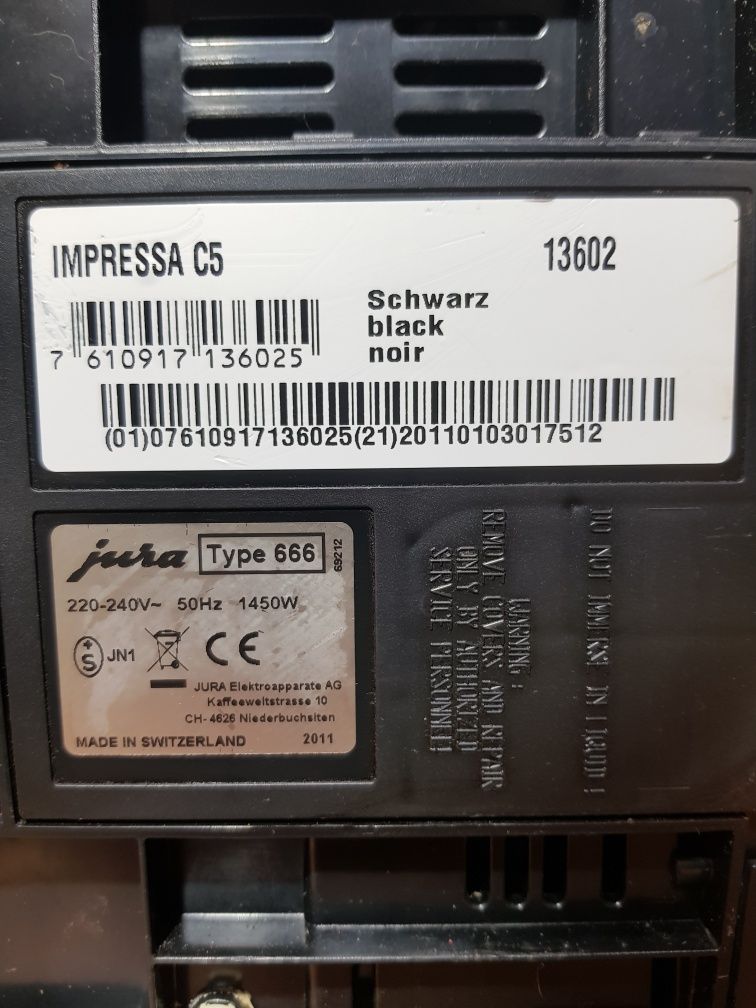 IMPRESSA C5 13602
Schwarz
black
noir
7 610917 136025
(01)07610917136025(21)20110103017512
jura Type 666
69212
220-240V~ 50Hz 1450W
+S JN1 CE
JURA Elektroapparate AG
Kaffeeweltstrasse 10
CH- 4626 Niederbuchsiten
MADE IN SWITZERLAND 2011
WARNING :
REMOVE COVERS AND REPAIR
ONLY BY AUTHORIZED
SERVICE PERSONNEL!
DO NOT IMMERSE IN LIQUID !